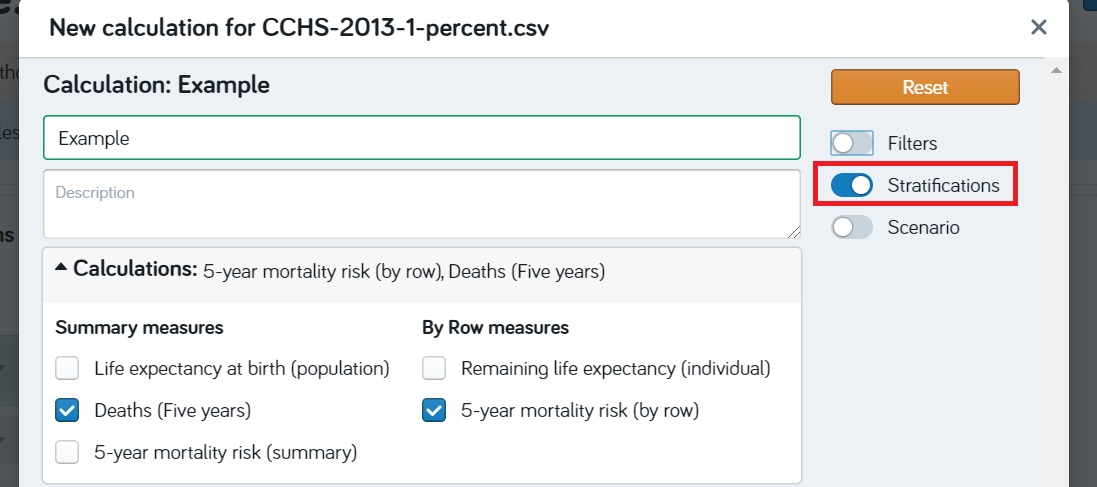 New calculation for CCHS-2013-1-percent.csv
Calculation: Example
Reset
Example
Filters
Description
Stratifications
Scenario
Calculations: 5-year mortality risk (by row), Deaths (Five years)
Summary measures
By Row measures
Life expectancy at birth (population)
Remaining life expectancy (individual)
Deaths (Five years)
5-year mortality risk (by row)
5-year mortality risk (summary)